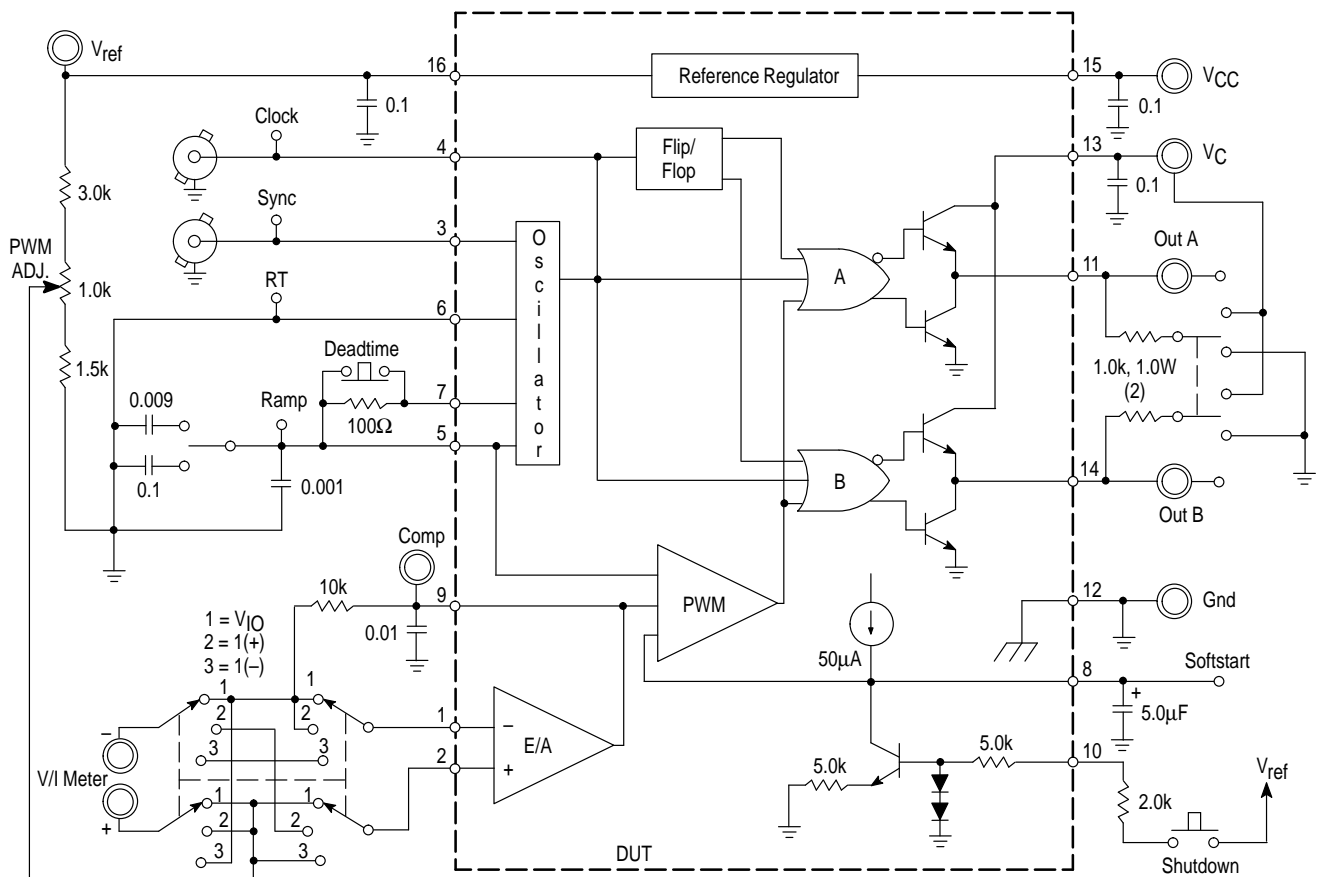 Vref
16
Reference Regulator
15
VCC
0.1
0.1
Clock
4
Flip/
Flop
13
VC
3.0k
0.1
Sync
3
Oscillator
Out A
PWM
ADJ.
1.0k
RT
A
11
6
1.5k
Deadtime
1.0k, 1.0W
(2)
0.009
Ramp
7
100Ω
5
0.1
0.001
B
14
Out B
Comp
10k
9
PWM
12
Gnd
1 = VIO
2 = 1(+)
3 = 1(–)
0.01
50µA
8
Softstart
1
1
+
5.0µF
2
2
1
–
E/A
–
3
3
2
+
5.0k
10
V/I Meter
5.0k
Vref
+
1
1
2.0k
2
2
3
3
DUT
Shutdown